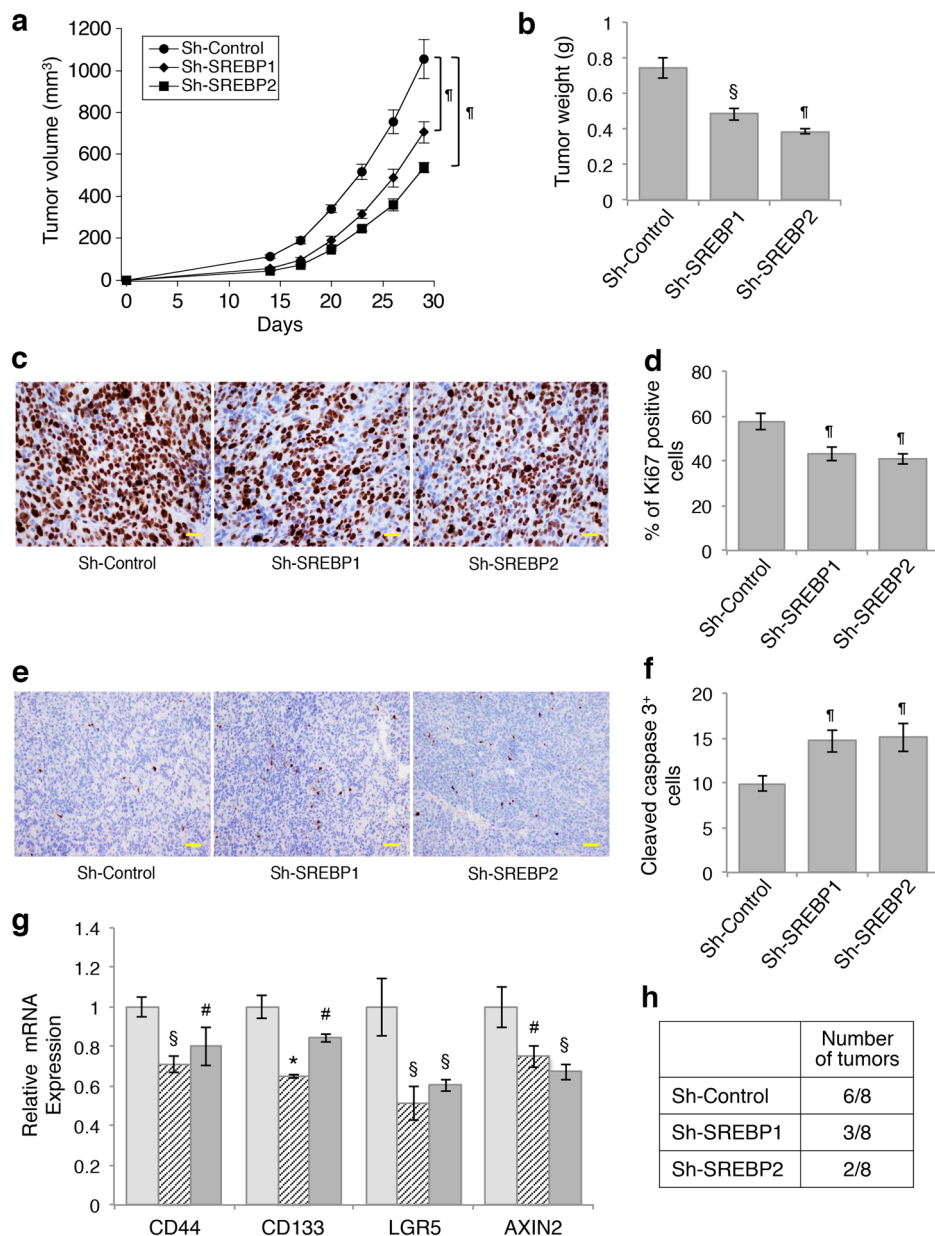 a
1200
1000
800
600
400
200
0
Tumor volume (mm³)
Sh-Control
Sh-SREBP1
Sh-SREBP2
¶
¶
0 5 10 15 20 25 30
Days
b
1
0.8
0.6
0.4
0.2
0
Tumor weight (g)
§
¶
Sh-Control
Sh-SREBP1
Sh-SREBP2
c
Sh-Control
Sh-SREBP1
Sh-SREBP2
d
80
60
40
20
0
% of Ki67 positive
cells
¶
¶
Sh-Control
Sh-SREBP1
Sh-SREBP2
e
Sh-Control
Sh-SREBP1
Sh-SREBP2
f
20
15
10
5
0
Cleaved caspase 3⁺
cells
¶
¶
Sh-Control
Sh-SREBP1
Sh-SREBP2
g
1.4
1.2
1
0.8
0.6
0.4
0.2
0
Relative mRNA
Expression
§
#
*
#
§
§
#
§
CD44 CD133 LGR5 AXIN2
h
Number
of tumors
Sh-Control 6/8
Sh-SREBP1 3/8
Sh-SREBP2 2/8